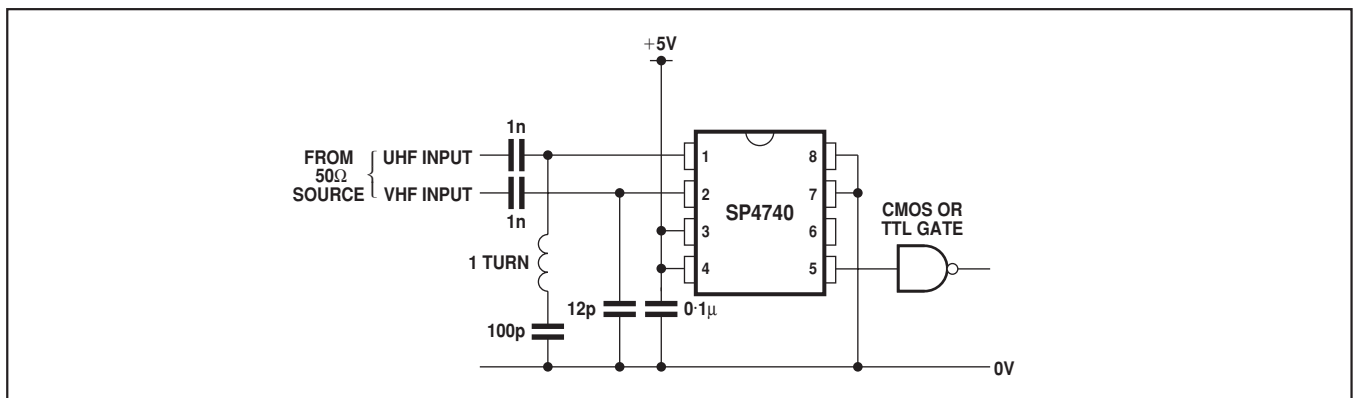 +5V
1n
FROM
50Ω
SOURCE
UHF INPUT
VHF INPUT
1n
1 TURN
100p
12p
0·1µ
1
2
3
4
SP4740
8
7
6
5
CMOS OR
TTL GATE
0V